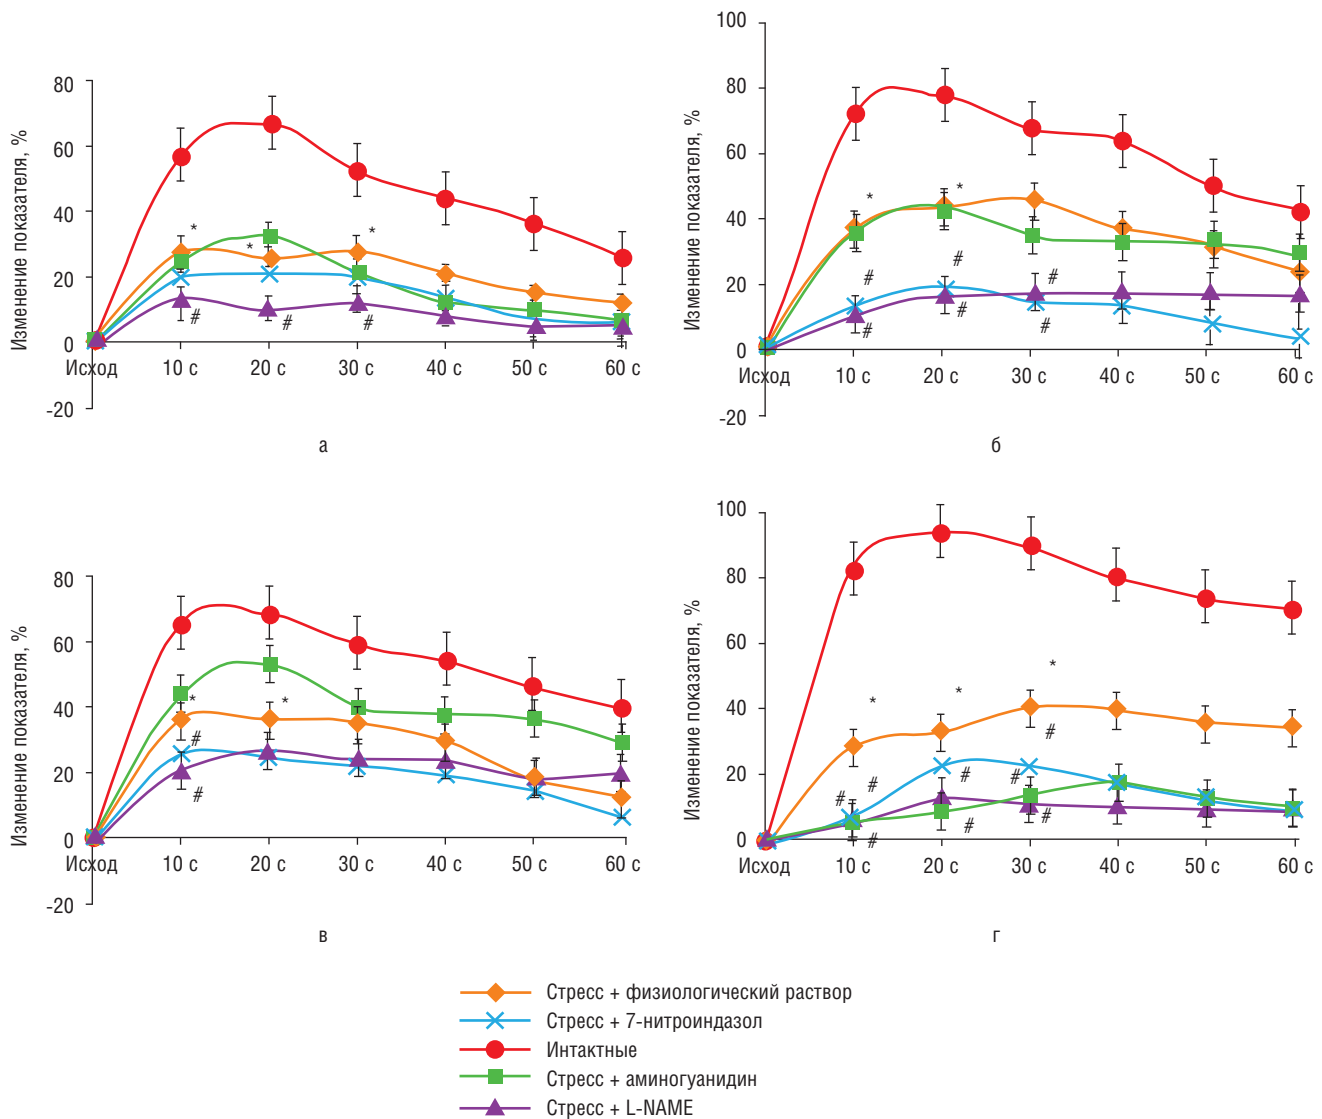 Изменение показателя, %
80
60
40
20
0
-20
Исход 10 с 20 с 30 с 40 с 50 с 60 с
* * *
# # #
а
Изменение показателя, %
100
80
60
40
20
0
-20
Исход 10 с 20 с 30 с 40 с 50 с 60 с
* *
# # #
# # #
б
Изменение показателя, %
80
60
40
20
0
-20
Исход 10 с 20 с 30 с 40 с 50 с 60 с
* *
#
#
в
Изменение показателя, %
100
80
60
40
20
0
Исход 10 с 20 с 30 с 40 с 50 с 60 с
* * *
#
# # #
# # # #
г
Стресс + физиологический раствор
Стресс + 7-нитроиндазол
Интактные
Стресс + аминогуанидин
Стресс + L-NAME